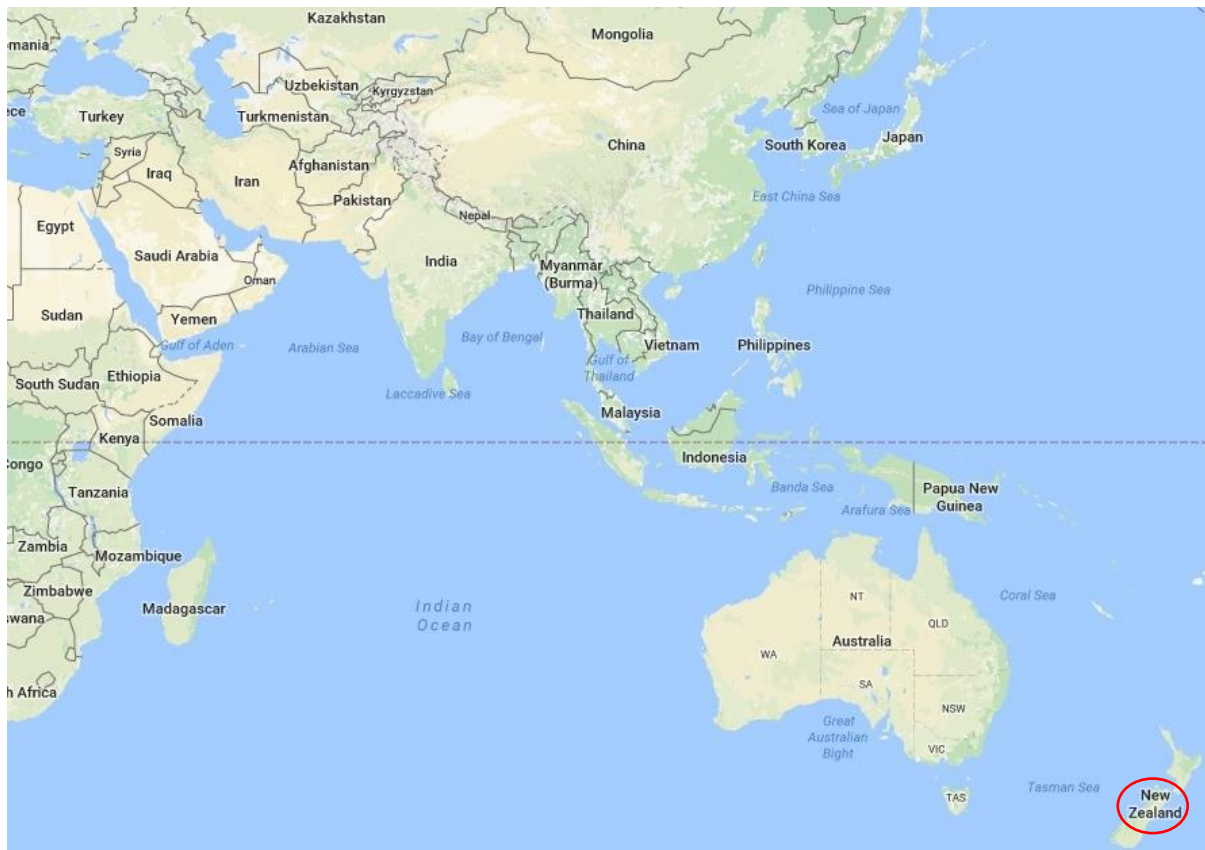 Kazakhstan
Mongolia
mania
Uzbekistan
Kyrgyzstan
ece
Turkey
Turkmenistan
Sea of Japan
Japan
South Korea
China
Syria
Iraq
Iran
Afghanistan
Pakistan
Nepal
East China Sea
Egypt
Saudi Arabia
India
Myanmar
(Burma)
Oman
Philippine Sea
Sudan
Yemen
Thailand
Gulf of Aden
Arabian Sea
Bay of Bengal
Vietnam
Philippines
Gulf of
Thailand
South Sudan
Ethiopia
Laccadive Sea
Somalia
Malaysia
Kenya
Congo
Indonesia
Tanzania
Banda Sea
Papua New
Guinea
Arafura Sea
Zambia
Mozambique
Zimbabwe
swana
Madagascar
Indian
Ocean
Coral Sea
NT
QLD
Australia
WA
SA
h Africa
NSW
Great
Australian
Bight
VIC
Tasman Sea
TAS
New
Zealand